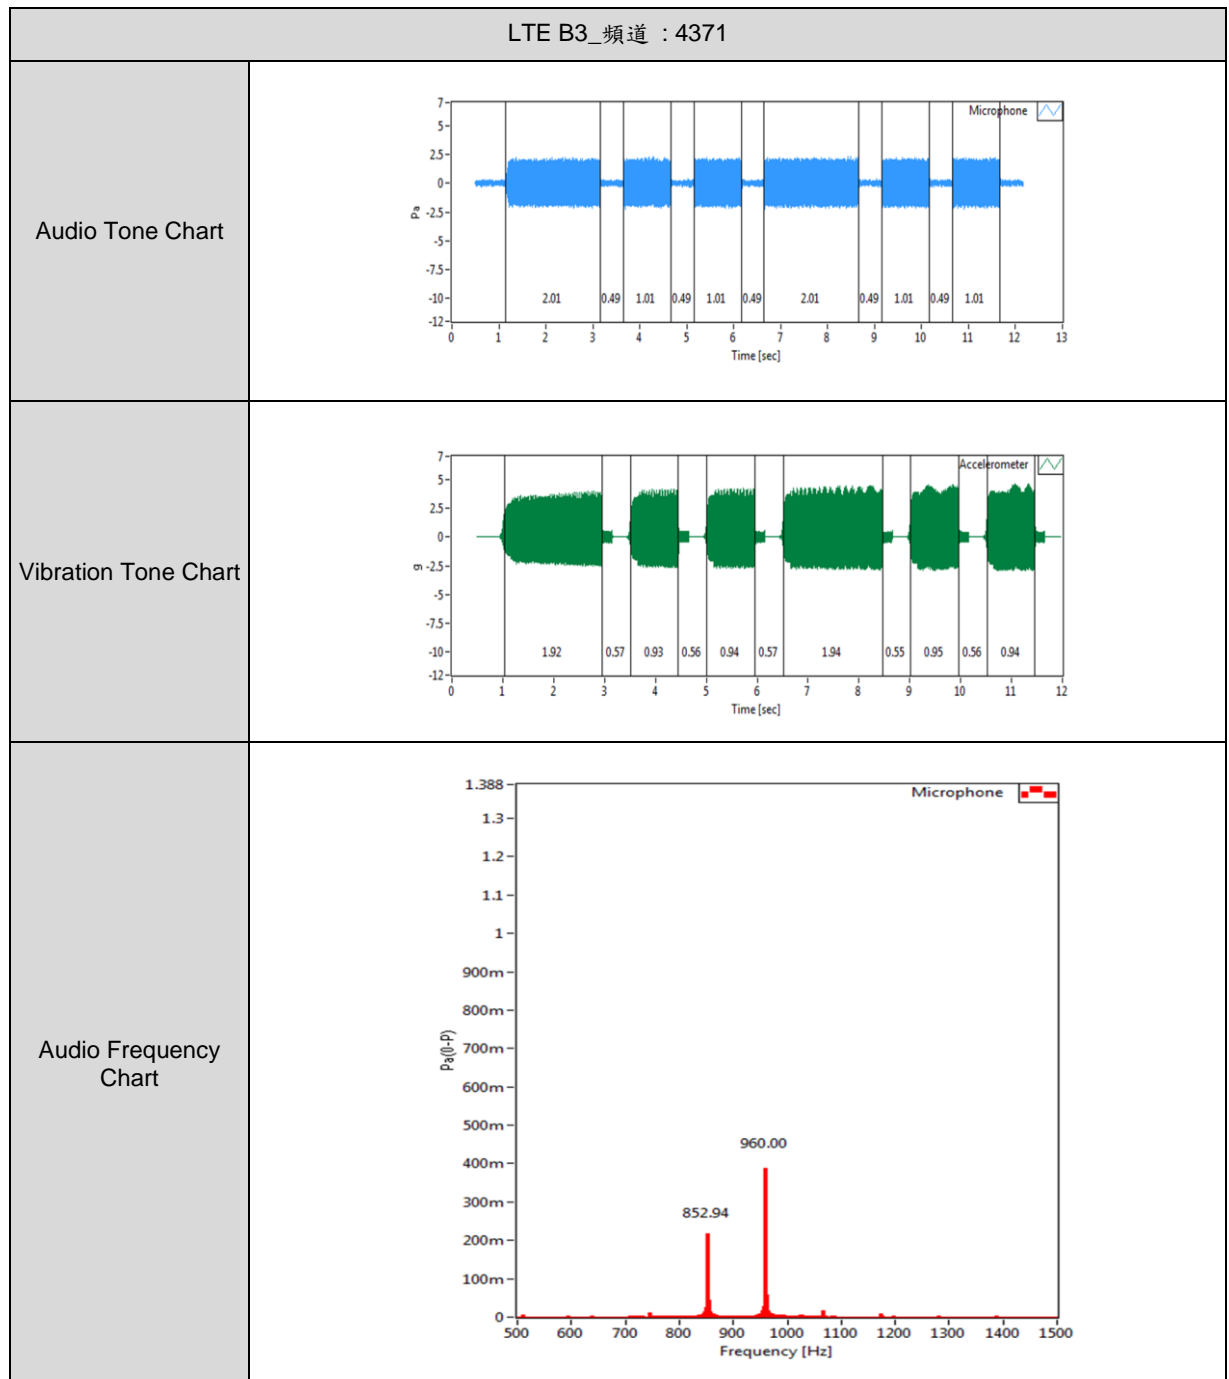 LTE B3_頻道 : 4371
Audio Tone Chart
Microphone
7
5
2.5
0
-2.5
-5
-7.5
-10
-12
Pa
2.01 0.49 1.01 0.49 1.01 0.49 2.01 0.49 1.01 0.49 1.01
0 1 2 3 4 5 6 7 8 9 10 11 12 13
Time [sec]
Vibration Tone Chart
Accelerometer
7
5
2.5
0
-2.5
-5
-7.5
-10
-12
g
1.92 0.57 0.93 0.56 0.94 0.57 1.94 0.55 0.95 0.56 0.94
0 1 2 3 4 5 6 7 8 9 10 11 12
Time [sec]
Audio Frequency
Chart
Microphone
1.388
1.3
1.2
1.1
1
900m
800m
700m
600m
500m
400m
300m
200m
100m
0
Pa(0-P)
960.00
852.94
500 600 700 800 900 1000 1100 1200 1300 1400 1500
Frequency [Hz]